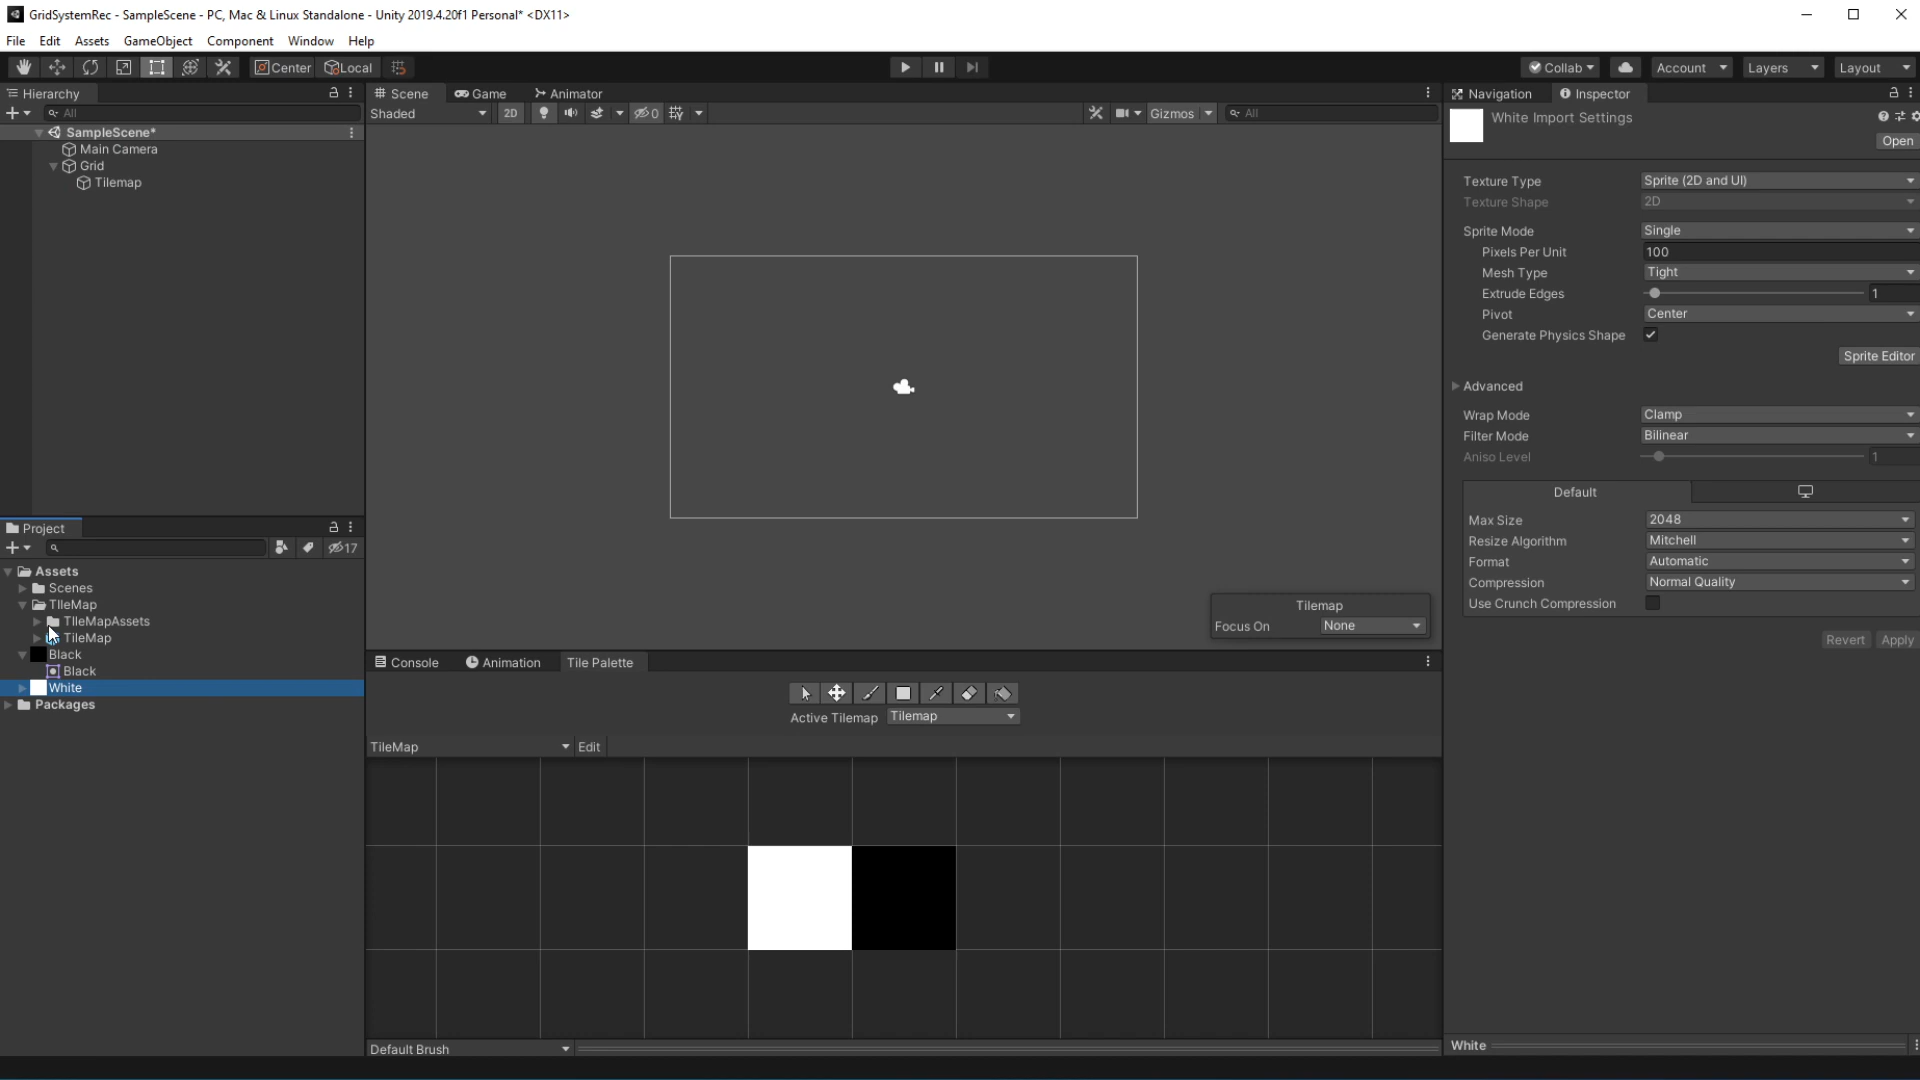 GridSystemRec - SampleScene - PC, Mac & Linux Standalone - Unity 2019.4.20f1 Personal* <DX11>
File Edit Assets GameObject Component Window Help
Center Local Collab Account Layers Layout
Hierarchy
All
SampleScene*
Main Camera
Grid
Tilemap
Scene Game Animator
Shaded 2D 0 Gizmos All
Tilemap
Focus On None
Navigation Inspector
White Import Settings
Open
Texture Type Sprite (2D and UI)
Texture Shape 2D
Sprite Mode Single
Pixels Per Unit 100
Mesh Type Tight
Extrude Edges 1
Pivot Center
Generate Physics Shape
Sprite Editor
Advanced
Wrap Mode Clamp
Filter Mode Bilinear
Aniso Level 1
Default
Max Size 2048
Resize Algorithm Mitchell
Format Automatic
Compression Normal Quality
Use Crunch Compression
Revert Apply
Project
17
Assets
Scenes
TIleMap
TIleMapAssets
TileMap
Black
Black
White
Packages
Console Animation Tile Palette
Active Tilemap Tilemap
TileMap Edit
Default Brush
White